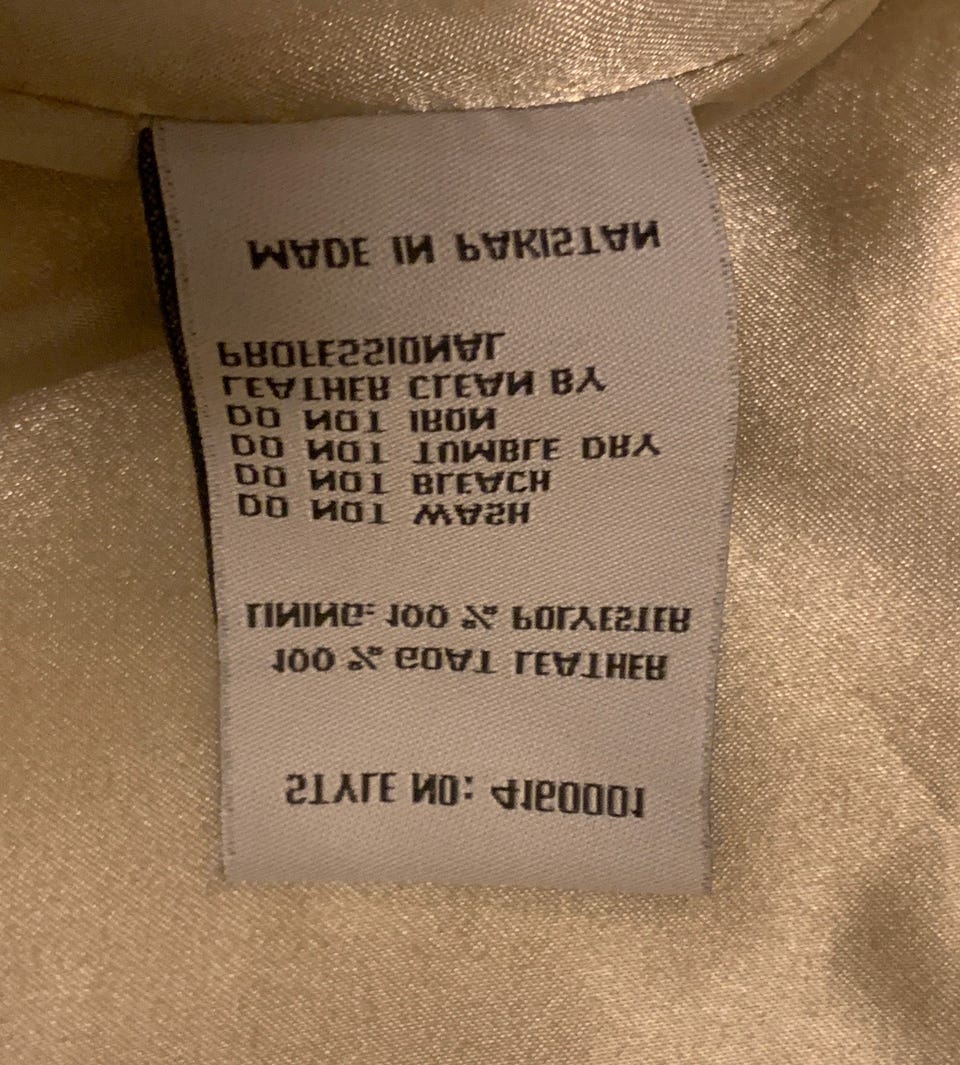 STYLE NO: 4160001
100 % GOAT LEATHER
LINING: 100 % POLYESTER
DO NOT WASH
DO NOT BLEACH
DO NOT TUMBLE DRY
DO NOT IRON
LEATHER CLEAN BY
PROFESSIONAL
MADE IN PAKISTAN